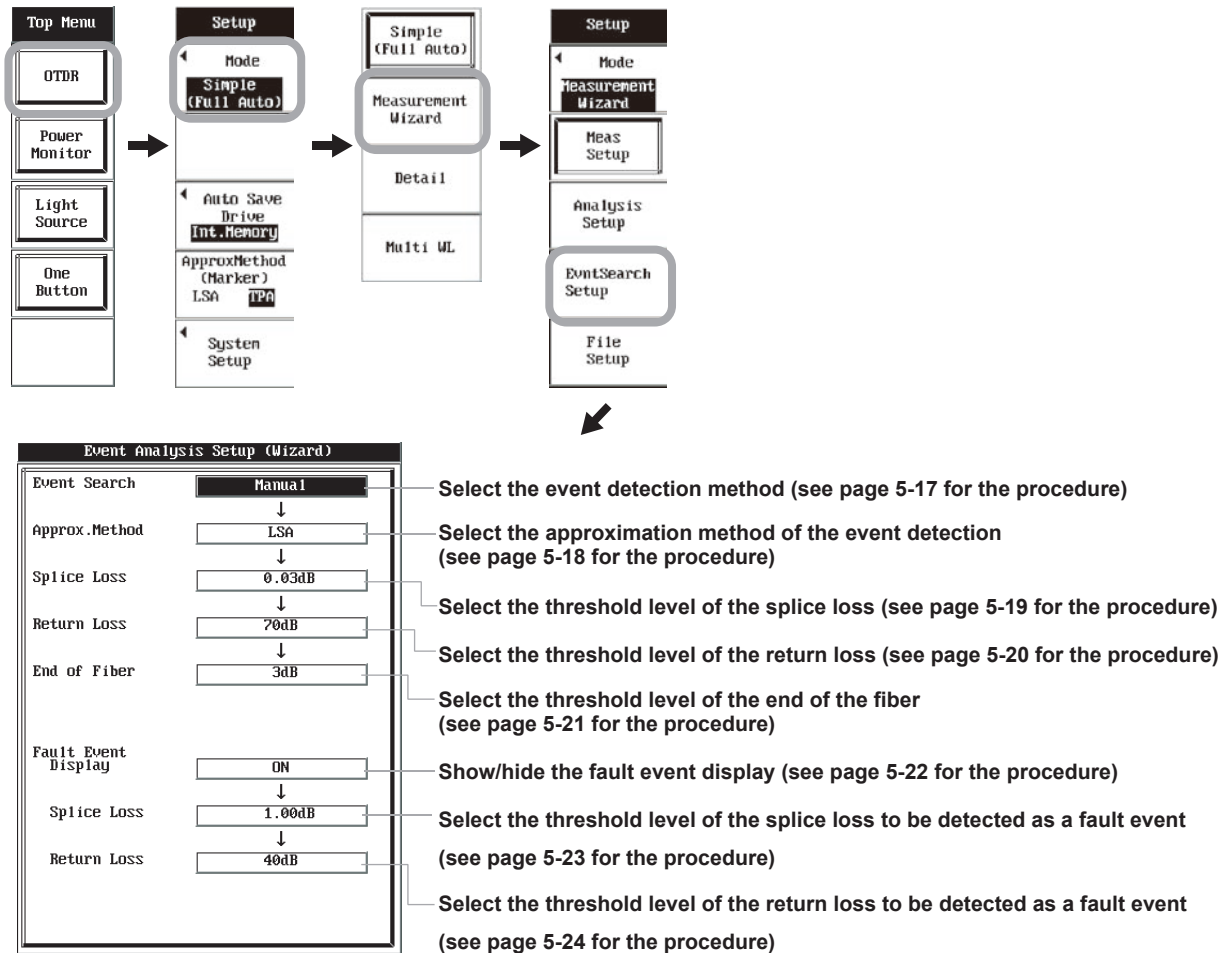 Top Menu
OTDR
Power
Monitor
Light
Source
One
Button
Setup
Mode
Simple
(Full Auto)
Auto Save
Drive
Int.Memory
ApproxMethod
(Marker)
LSA TPA
System
Setup
Simple
(Full Auto)
Measurement
Wizard
Detail
Multi WL
Setup
Mode
Measurement
Wizard
Meas
Setup
Analysis
Setup
EvntSearch
Setup
File
Setup
Event Analysis Setup (Wizard)
Event Search Manual
Select the event detection method (see page 5-17 for the procedure)
Approx.Method LSA
Select the approximation method of the event detection
(see page 5-18 for the procedure)
Splice Loss 0.03dB
Select the threshold level of the splice loss (see page 5-19 for the procedure)
Return Loss 70dB
Select the threshold level of the return loss (see page 5-20 for the procedure)
End of Fiber 3dB
Select the threshold level of the end of the fiber
(see page 5-21 for the procedure)
Fault Event
Display ON
Show/hide the fault event display (see page 5-22 for the procedure)
Splice Loss 1.00dB
Select the threshold level of the splice loss to be detected as a fault event
(see page 5-23 for the procedure)
Return Loss 40dB
Select the threshold level of the return loss to be detected as a fault event
(see page 5-24 for the procedure)